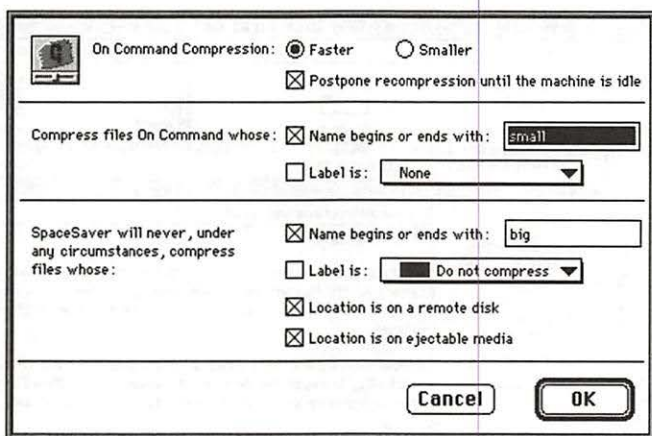 On Command Compression: Faster Smaller
Postpone recompression until the machine is idle
Compress files On Command whose: Name begins or ends with: small
Label is: None
SpaceSaver will never, under
any circumstances, compress
files whose:
Name begins or ends with: big
Label is: Do not compress
Location is on a remote disk
Location is on ejectable media
Cancel OK